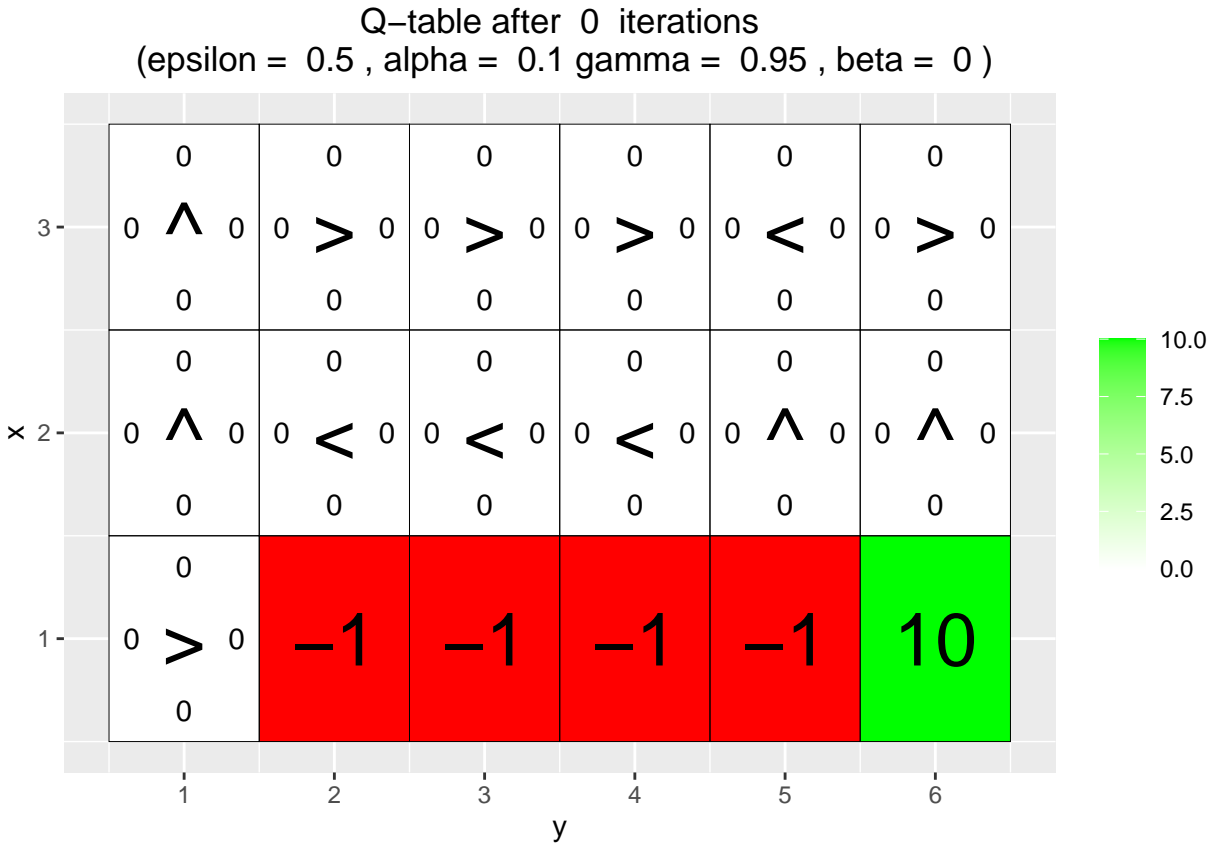 Q−table after 0 iterations
(epsilon = 0.5 , alpha = 0.1 gamma = 0.95 , beta = 0 )
0 0 0 0 0 0
3 0 ^ 0 0 > 0 0 > 0 0 > 0 0 < 0 0 > 0
0 0 0 0 0 0
0 0 0 0 0 0
x 2 0 ^ 0 0 < 0 0 < 0 0 < 0 0 ^ 0 0 ^ 0
0 0 0 0 0 0
0
1 0 > 0 −1 −1 −1 −1 10
0
1 2 3 4 5 6
y
10.0
7.5
5.0
2.5
0.0